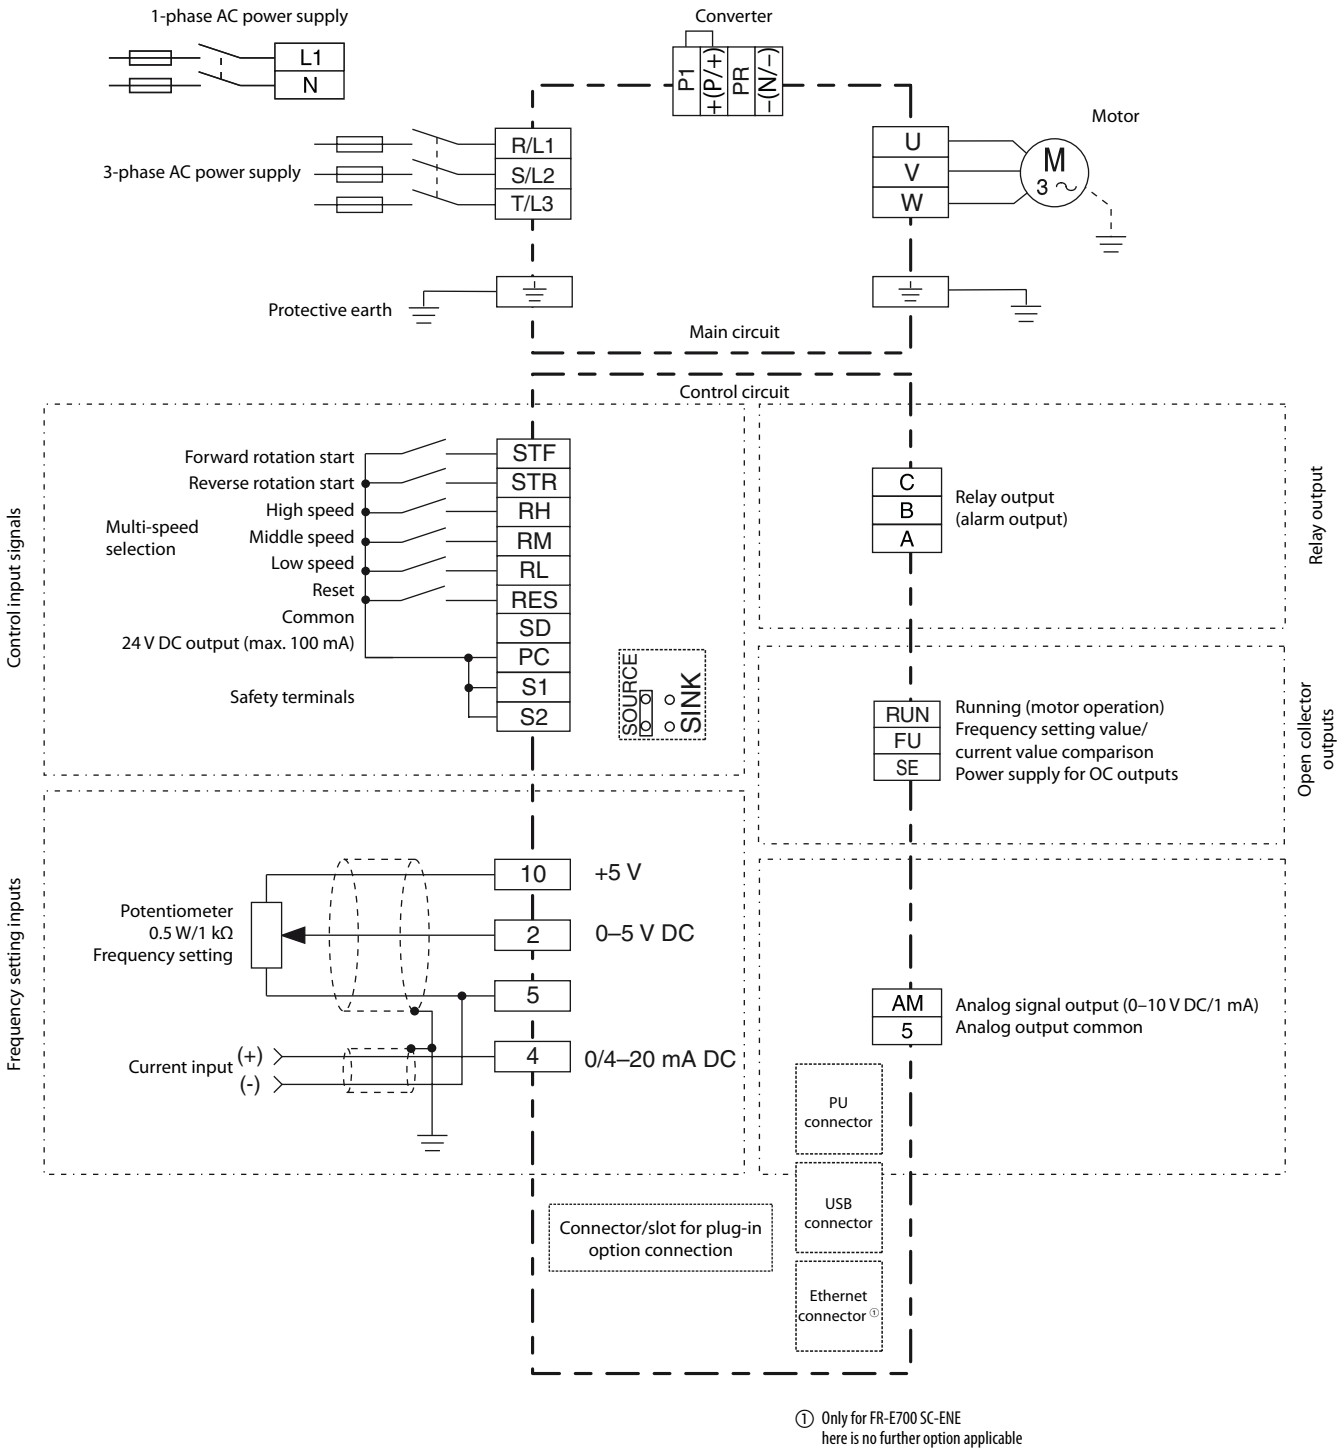 1-phase AC power supply
L1
N
Converter
P1
+(P/+)
PR
−(N/−)
3-phase AC power supply
R/L1
S/L2
T/L3
U
V
W
Motor
M
3 ~
Protective earth
Main circuit
Control circuit
Control input signals
Forward rotation start
Reverse rotation start
Multi-speed
selection
High speed
Middle speed
Low speed
Reset
Common
24 V DC output (max. 100 mA)
Safety terminals
STF
STR
RH
RM
RL
RES
SD
PC
S1
S2
SOURCE
SINK
C
B
A
Relay output
(alarm output)
Relay output
RUN
FU
SE
Running (motor operation)
Frequency setting value/
current value comparison
Power supply for OC outputs
Open collector
outputs
Frequency setting inputs
Potentiometer
0.5 W/1 kΩ
Frequency setting
10
+5 V
2
0–5 V DC
5
Current input
(+)
(-)
4
0/4–20 mA DC
AM
5
Analog signal output (0–10 V DC/1 mA)
Analog output common
PU
connector
USB
connector
Ethernet
connector ①
Connector/slot for plug-in
option connection
① Only for FR-E700 SC-ENE
here is no further option applicable